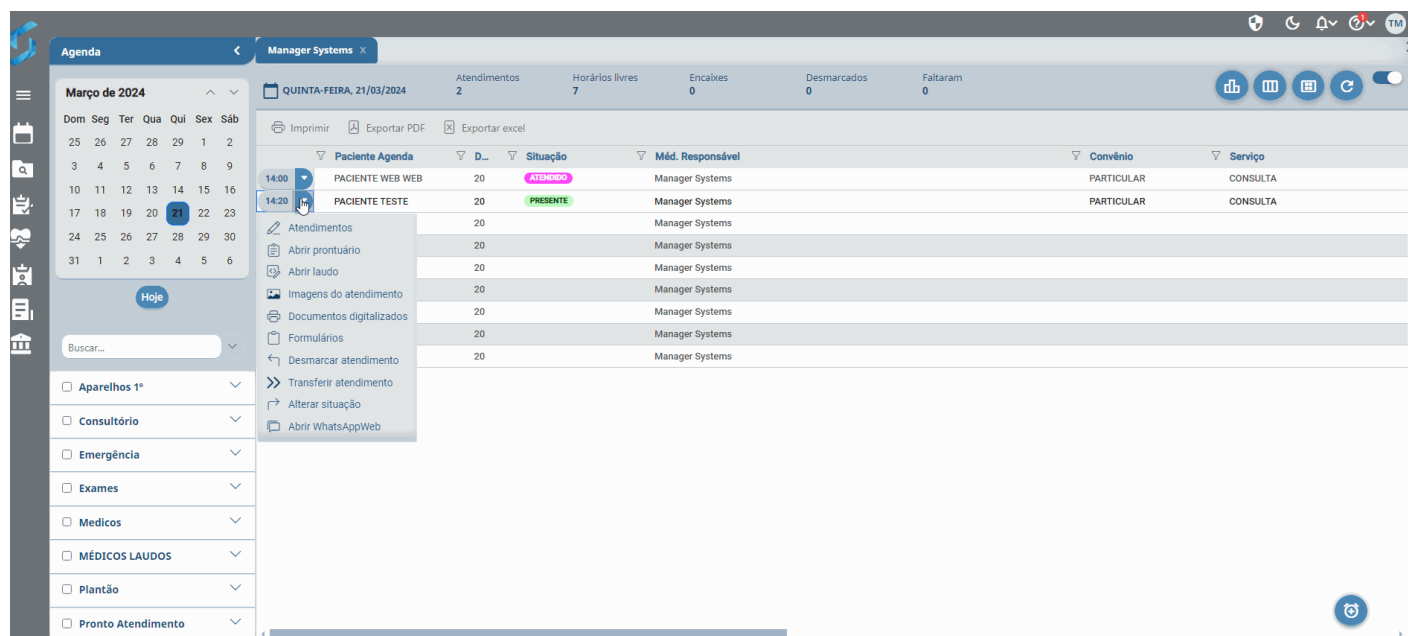 1
TM
Agenda
Manager Systems X
Março de 2024
Dom Seg Ter Qua Qui Sex Sáb
25 26 27 28 29 1 2
3 4 5 6 7 8 9
10 11 12 13 14 15 16
17 18 19 20 21 22 23
24 25 26 27 28 29 30
31 1 2 3 4 5 6
Hoje
Buscar...
Aparelhos 1º
Consultório
Emergência
Exames
Medicos
MÉDICOS LAUDOS
Plantão
Pronto Atendimento
QUINTA-FEIRA, 21/03/2024
Atendimentos Horários livres Encaixes Desmarcados Faltaram
2 7 0 0 0
Imprimir Exportar PDF Exportar excel
Paciente Agenda D... Situação Méd. Responsável Convênio Serviço
14:00 PACIENTE WEB WEB 20 ATENDIDO Manager Systems PARTICULAR CONSULTA
14:20 PACIENTE TESTE 20 PRESENTE Manager Systems PARTICULAR CONSULTA
20 Manager Systems
20 Manager Systems
20 Manager Systems
20 Manager Systems
20 Manager Systems
20 Manager Systems
20 Manager Systems
Atendimentos
Abrir prontuário
Abrir laudo
Imagens do atendimento
Documentos digitalizados
Formulários
Desmarcar atendimento
Transferir atendimento
Alterar situação
Abrir WhatsAppWeb